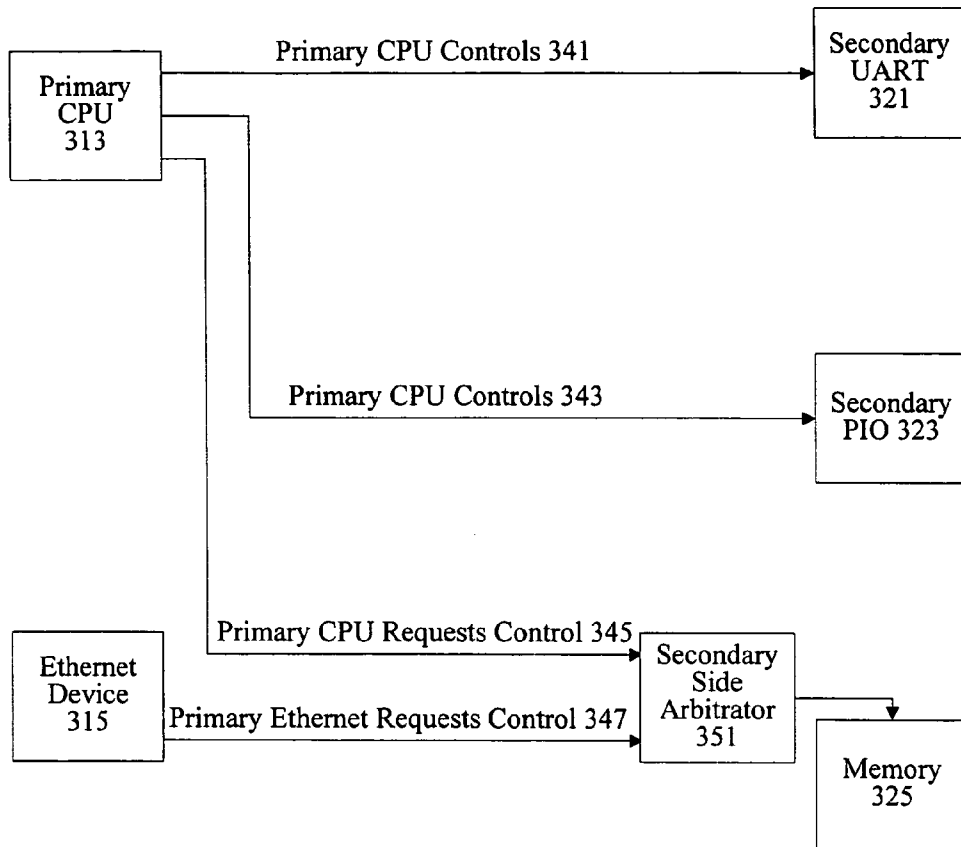 Primary CPU Controls 341
Secondary
UART
321
Primary
CPU
313
Primary CPU Controls 343
Secondary
PIO 323
Primary CPU Requests Control 345
Ethernet
Device
315
Secondary
Side
Arbitrator
351
Primary Ethernet Requests Control 347
Memory
325